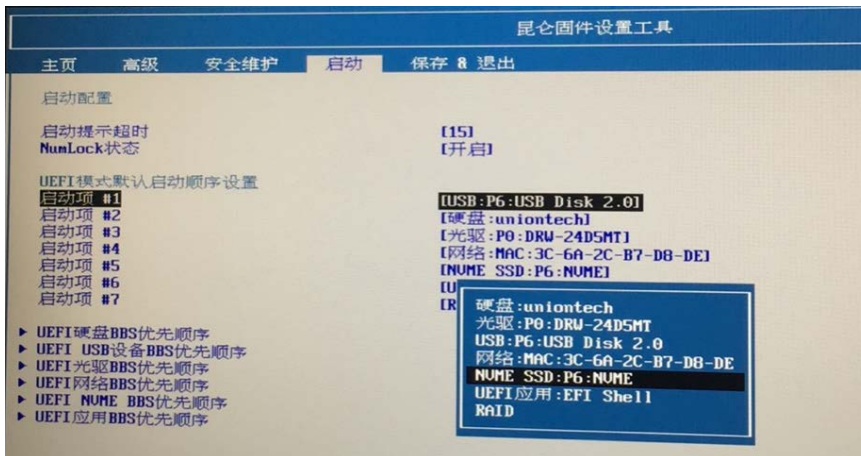 昆仑固件设置工具
主页 高级 安全维护 启动 保存 & 退出
启动配置
启动提示超时 [15]
NumLock状态 [开启]
UEFI模式默认启动顺序设置
启动项 #1 [USB:P6:USB Disk 2.0]
启动项 #2 [硬盘:uniontech]
启动项 #3 [光驱:P0:DRW-24D5MT]
启动项 #4 [网络:MAC:3C-6A-2C-B7-D8-DE]
启动项 #5 [NVME SSD:P6:NVME]
启动项 #6 [U
启动项 #7 [R
硬盘:uniontech
光驱:P0:DRW-24D5MT
USB:P6:USB Disk 2.0
网络:MAC:3C-6A-2C-B7-D8-DE
NVME SSD:P6:NVME
UEFI应用:EFI Shell
RAID
UEFI硬盘BBS优先顺序
UEFI USB设备BBS优先顺序
UEFI光驱BBS优先顺序
UEFI网络BBS优先顺序
UEFI NVME BBS优先顺序
UEFI应用BBS优先顺序